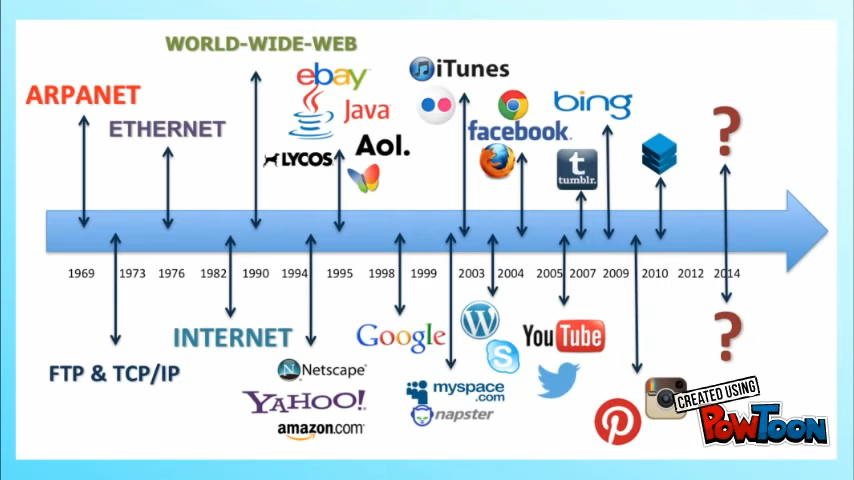 WORLD-WIDE-WEB
ARPANET
ETHERNET
ebay
Java
LYCOS
Aol.
iTunes
facebook.
bing
t
tumblr.
?
1969 1973 1976 1982 1990 1994 1995 1998 1999 2003 2004 2005 2007 2009 2010 2012 2014
FTP & TCP/IP
INTERNET
Netscape
YAHOO!
amazon.com
Google
myspace
.com
napster
W
S
YouTube
?
CREATED USING
POWTOON